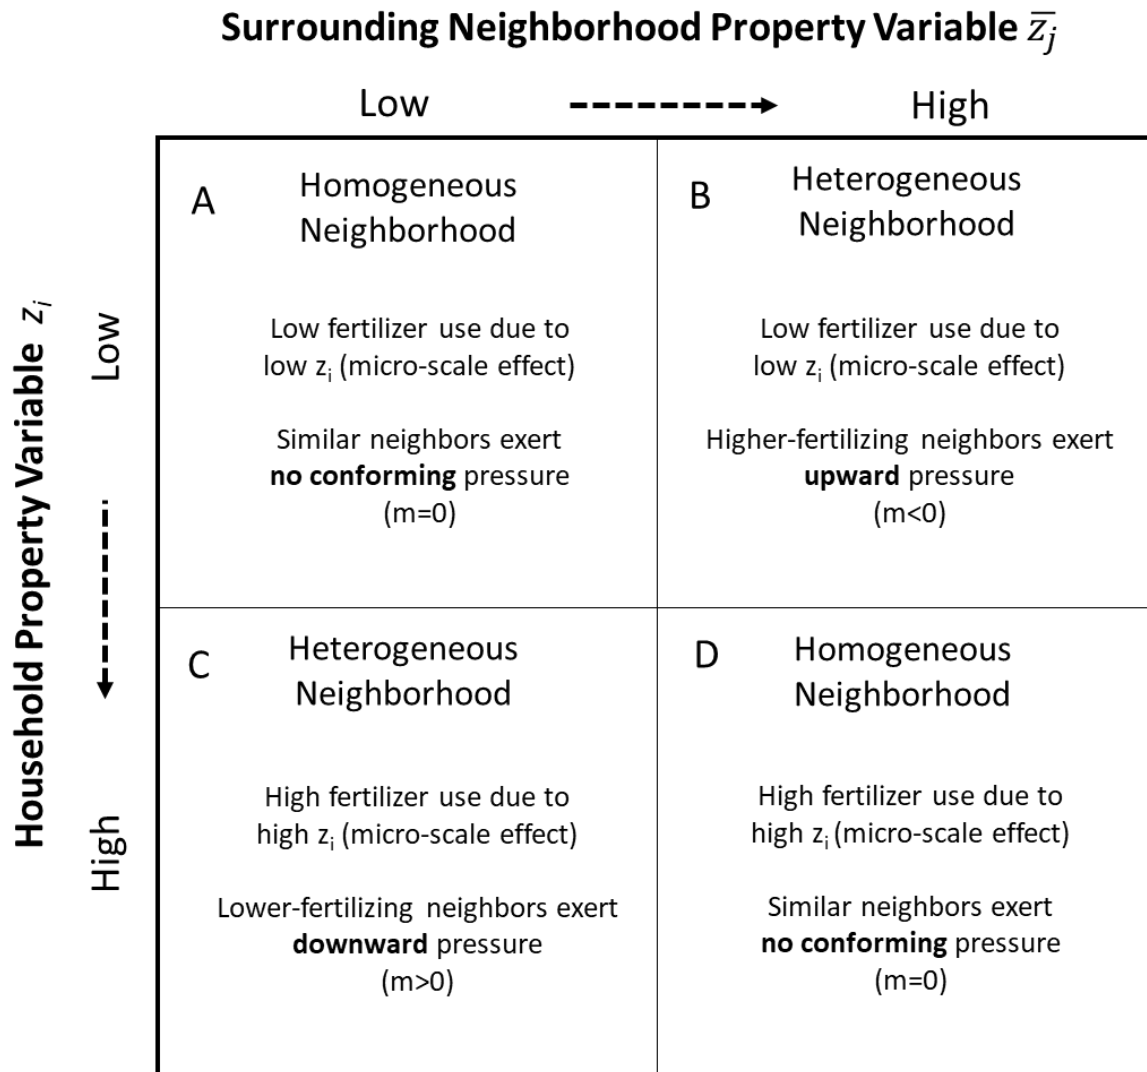 Surrounding Neighborhood Property Variable z̅ⱼ
Low High
Household Property Variable zᵢ
Low
High
A
Homogeneous
Neighborhood
Low fertilizer use due to
low zᵢ (micro-scale effect)
Similar neighbors exert
no conforming pressure
(m=0)
B
Heterogeneous
Neighborhood
Low fertilizer use due to
low zᵢ (micro-scale effect)
Higher-fertilizing neighbors exert
upward pressure
(m<0)
C
Heterogeneous
Neighborhood
High fertilizer use due to
high zᵢ (micro-scale effect)
Lower-fertilizing neighbors exert
downward pressure
(m>0)
D
Homogeneous
Neighborhood
High fertilizer use due to
high zᵢ (micro-scale effect)
Similar neighbors exert
no conforming pressure
(m=0)